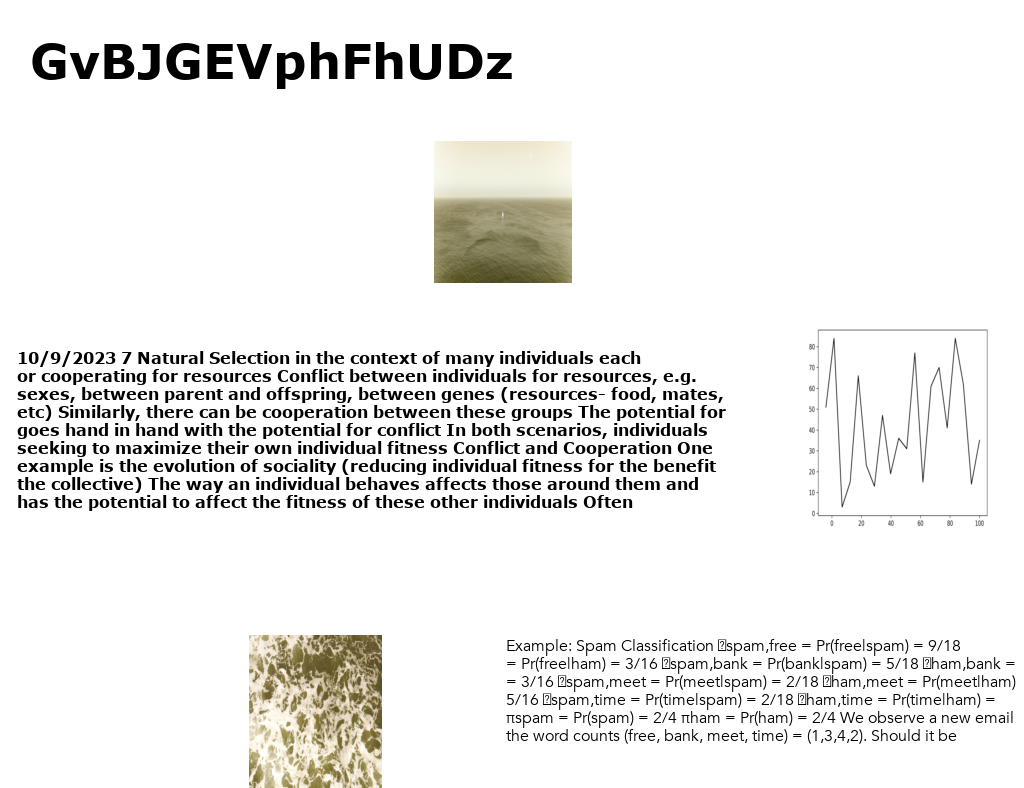 GvBJGEVphFhUDz
10/9/2023 7 Natural Selection in the context of many individuals each
or cooperating for resources Conflict between individuals for resources, e.g.
sexes, between parent and offspring, between genes (resources– food, mates,
etc) Similarly, there can be cooperation between these groups The potential for
goes hand in hand with the potential for conflict In both scenarios, individuals
seeking to maximize their own individual fitness Conflict and Cooperation One
example is the evolution of sociality (reducing individual fitness for the benefit
the collective) The way an individual behaves affects those around them and
has the potential to affect the fitness of these other individuals Often
80
70
60
50
40
30
20
10
0
0 20 40 60 80 100
Example: Spam Classification spam,free = Pr(free|spam) = 9/18
= Pr(free|ham) = 3/16 spam,bank = Pr(bank|spam) = 5/18 ham,bank =
= 3/16 spam,meet = Pr(meet|spam) = 2/18 ham,meet = Pr(meet|ham)
5/16 spam,time = Pr(time|spam) = 2/18 ham,time = Pr(time|ham) =
πspam = Pr(spam) = 2/4 πham = Pr(ham) = 2/4 We observe a new email
the word counts (free, bank, meet, time) = (1,3,4,2). Should it be